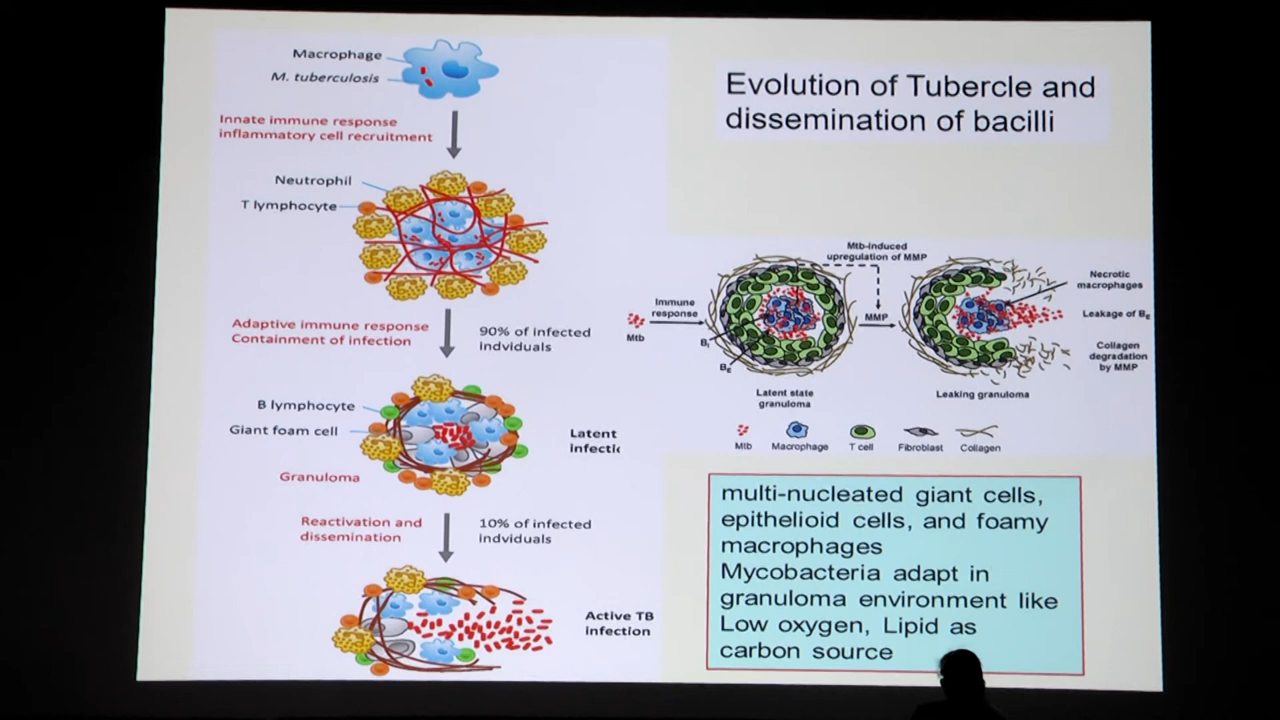 Evolution of Tubercle and
dissemination of bacilli
Macrophage
M. tuberculosis
Innate immune response
inflammatory cell recruitment
Neutrophil
T lymphocyte
Adaptive immune response
Containment of infection
90% of infected
indviduals
B lymphocyte
Giant foam cell
Granuloma
Latent
infectic
Reactivation and
dissemination
10% of infected
indviduals
Active TB
infection
Mtb-induced
upregulation of MMP
Immune
response
Mtb
BI
BE
MMP
Necrotic
macrophages
Leakage of BE
Collagen
degradation
by MMP
Latent state
granuloma
Leaking granuloma
Mtb
Macrophage
T cell
Fibroblast
Collagen
multi-nucleated giant cells,
epithelioid cells, and foamy
macrophages
Mycobacteria adapt in
granuloma environment like
Low oxygen, Lipid as
carbon source